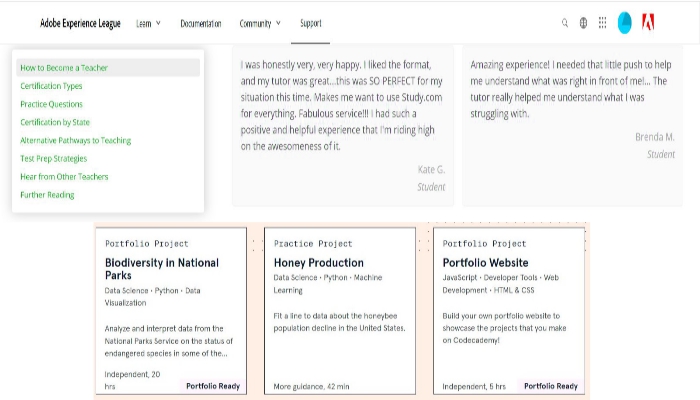 Adobe Experience League Learn Documentation Community Support
How to Become a Teacher
Certification Types
Practice Questions
Certification by State
Alternative Pathways to Teaching
Test Prep Strategies
Hear from Other Teachers
Further Reading
I was honestly very, very happy. I liked the format,
and my tutor was great...this was SO PERFECT for my
situation this time. Makes me want to use Study.com
for everything. Fabulous service!!! I had such a
positive and helpful experience that I'm riding high
on the awesomeness of it.
Kate G.
Student
Amazing experience! I needed that little push to help
me understand what was right in front of me!... The
tutor really helped me understand what I was
struggling with.
Brenda M.
Student
Portfolio Project
Biodiversity in National
Parks
Data Science • Python • Data
Visualization
Analyze and interpret data from the
National Parks Service on the status of
endangered species in some of the...
Independent, 20
hrs
Portfolio Ready
Practice Project
Honey Production
Data Science • Python • Machine
Learning
Fit a line to data about the honeybee
population decline in the United States.
More guidance, 42 min
Portfolio Project
Portfolio Website
JavaScript • Developer Tools • Web
Development • HTML & CSS
Build your own portfolio website to
showcase the projects that you make
on Codecademy!
Independent, 5 hrs
Portfolio Ready